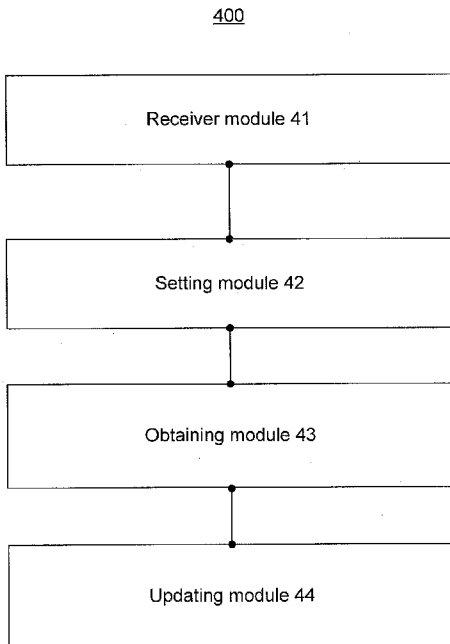 400
Receiver module 41
Setting module 42
Obtaining module 43
Updating module 44